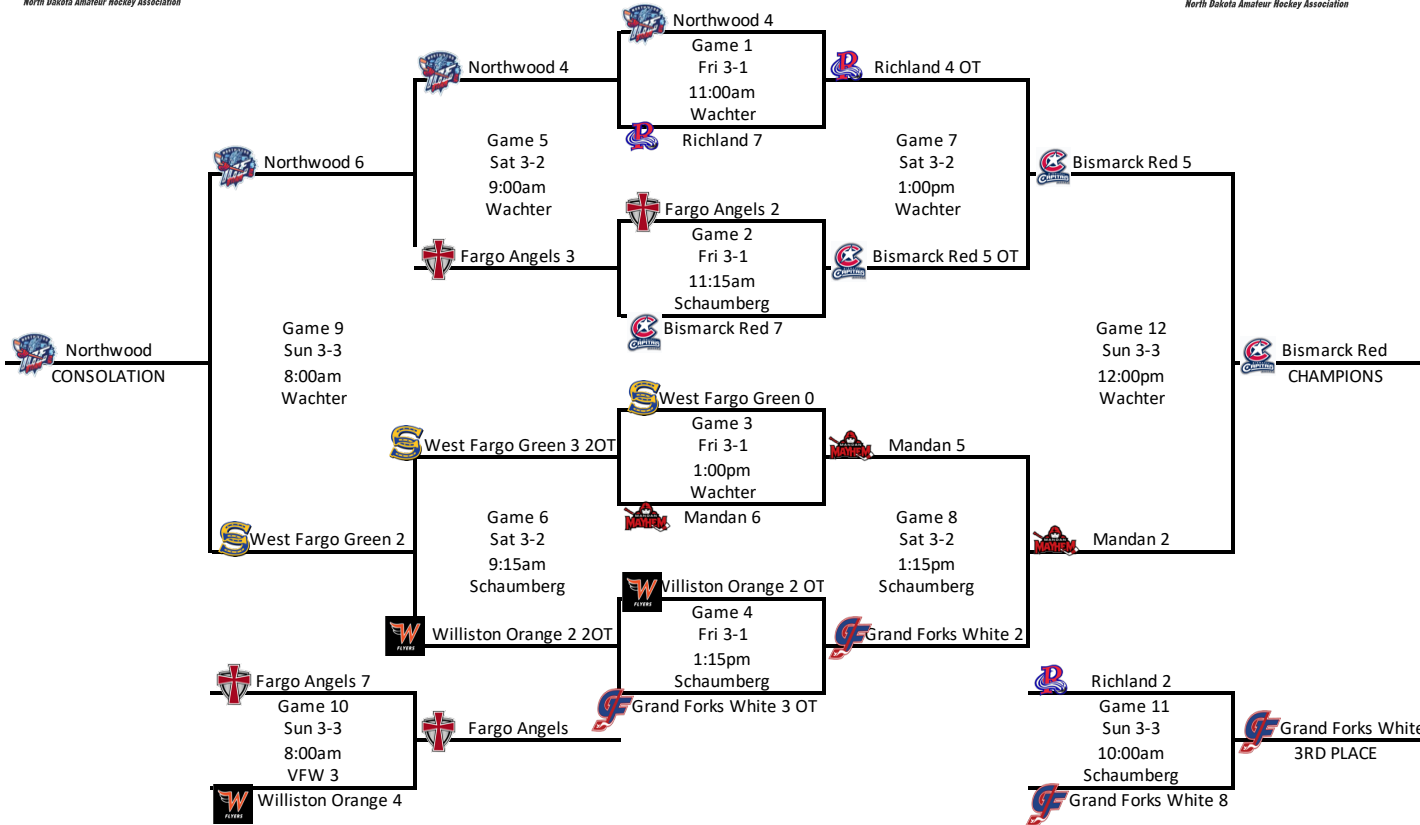 North Dakota Amateur Hockey Association
North Dakota Amateur Hockey Association
Northwood 4
Game 1
Fri 3-1
11:00am
Wachter
Richland 7
Northwood 4
Game 5
Sat 3-2
9:00am
Wachter
Fargo Angels 3
Richland 4 OT
Game 7
Sat 3-2
1:00pm
Wachter
Bismarck Red 5 OT
Northwood 6
Bismarck Red 5
Fargo Angels 2
Game 2
Fri 3-1
11:15am
Schaumberg
Bismarck Red 7
Game 9
Sun 3-3
8:00am
Wachter
Northwood
CONSOLATION
Game 12
Sun 3-3
12:00pm
Wachter
Bismarck Red
CHAMPIONS
West Fargo Green 0
Game 3
Fri 3-1
1:00pm
Wachter
Mandan 6
West Fargo Green 3 2OT
Game 6
Sat 3-2
9:15am
Schaumberg
Williston Orange 2 2OT
Mandan 5
Game 8
Sat 3-2
1:15pm
Schaumberg
Grand Forks White 2
West Fargo Green 2
Mandan 2
Williston Orange 2 OT
Game 4
Fri 3-1
1:15pm
Schaumberg
Grand Forks White 3 OT
Fargo Angels 7
Game 10
Sun 3-3
8:00am
VFW 3
Williston Orange 4
Fargo Angels
Richland 2
Game 11
Sun 3-3
10:00am
Schaumberg
Grand Forks White 8
Grand Forks White
3RD PLACE